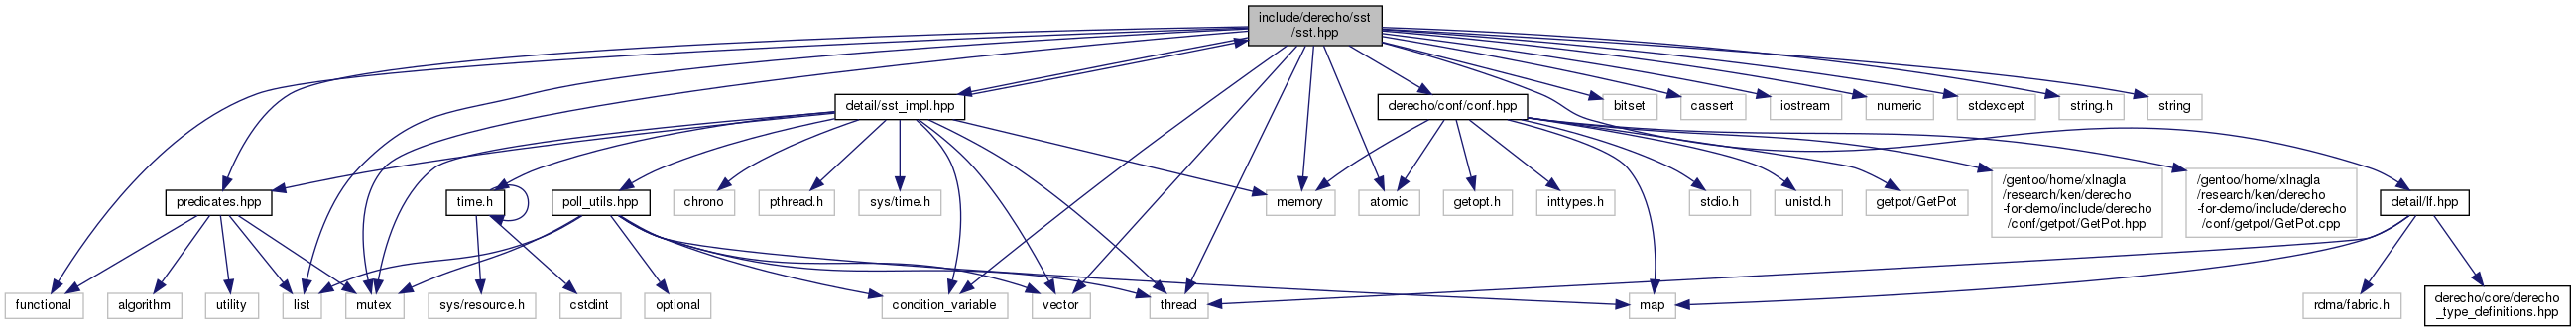 include/derecho/sst
/sst.hpp
detail/sst_impl.hpp
derecho/conf/conf.hpp
bitset
cassert
iostream
numeric
stdexcept
string.h
string
predicates.hpp
time.h
poll_utils.hpp
chrono
pthread.h
sys/time.h
memory
atomic
getopt.h
inttypes.h
stdio.h
unistd.h
getpot/GetPot
/gentoo/home/xlnagla
/research/ken/derecho
-for-demo/include/derecho
/conf/getpot/GetPot.hpp
/gentoo/home/xlnagla
/research/ken/derecho
-for-demo/include/derecho
/conf/getpot/GetPot.cpp
detail/lf.hpp
functional
algorithm
utility
list
mutex
sys/resource.h
cstdint
optional
condition_variable
vector
thread
map
rdma/fabric.h
derecho/core/derecho
_type_definitions.hpp